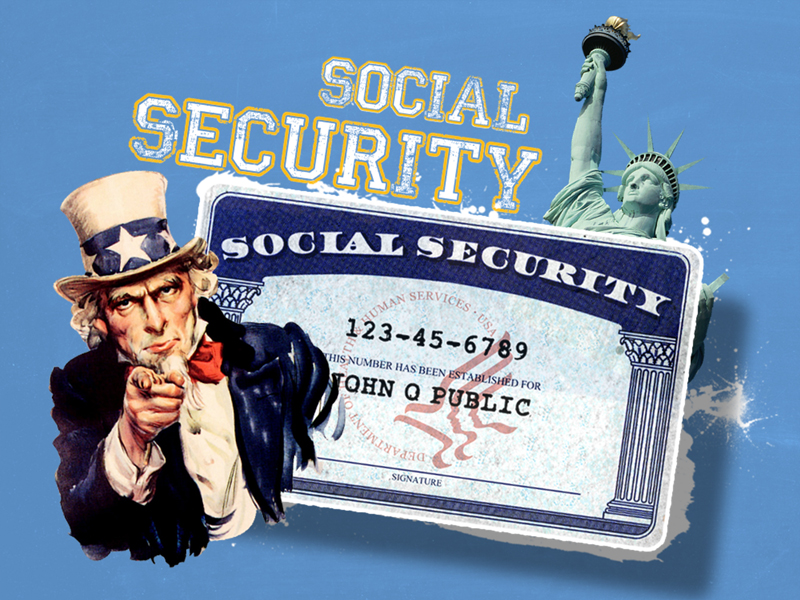 SOCIAL
SECURITY
SOCIAL SECURITY
HUMAN SERVICES · USA
123-45-6789
THIS NUMBER HAS BEEN ESTABLISHED FOR
JOHN Q PUBLIC
DEPARTMENT
SIGNATURE